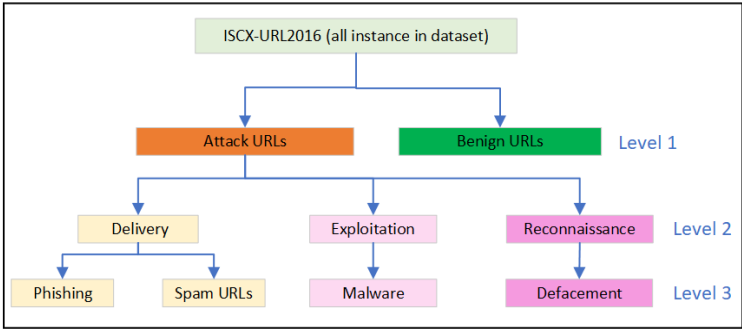 ISCX-URL2016 (all instance in dataset)
Attack URLs
Benign URLs
Level 1
Delivery
Exploitation
Reconnaissance
Level 2
Phishing
Spam URLs
Malware
Defacement
Level 3